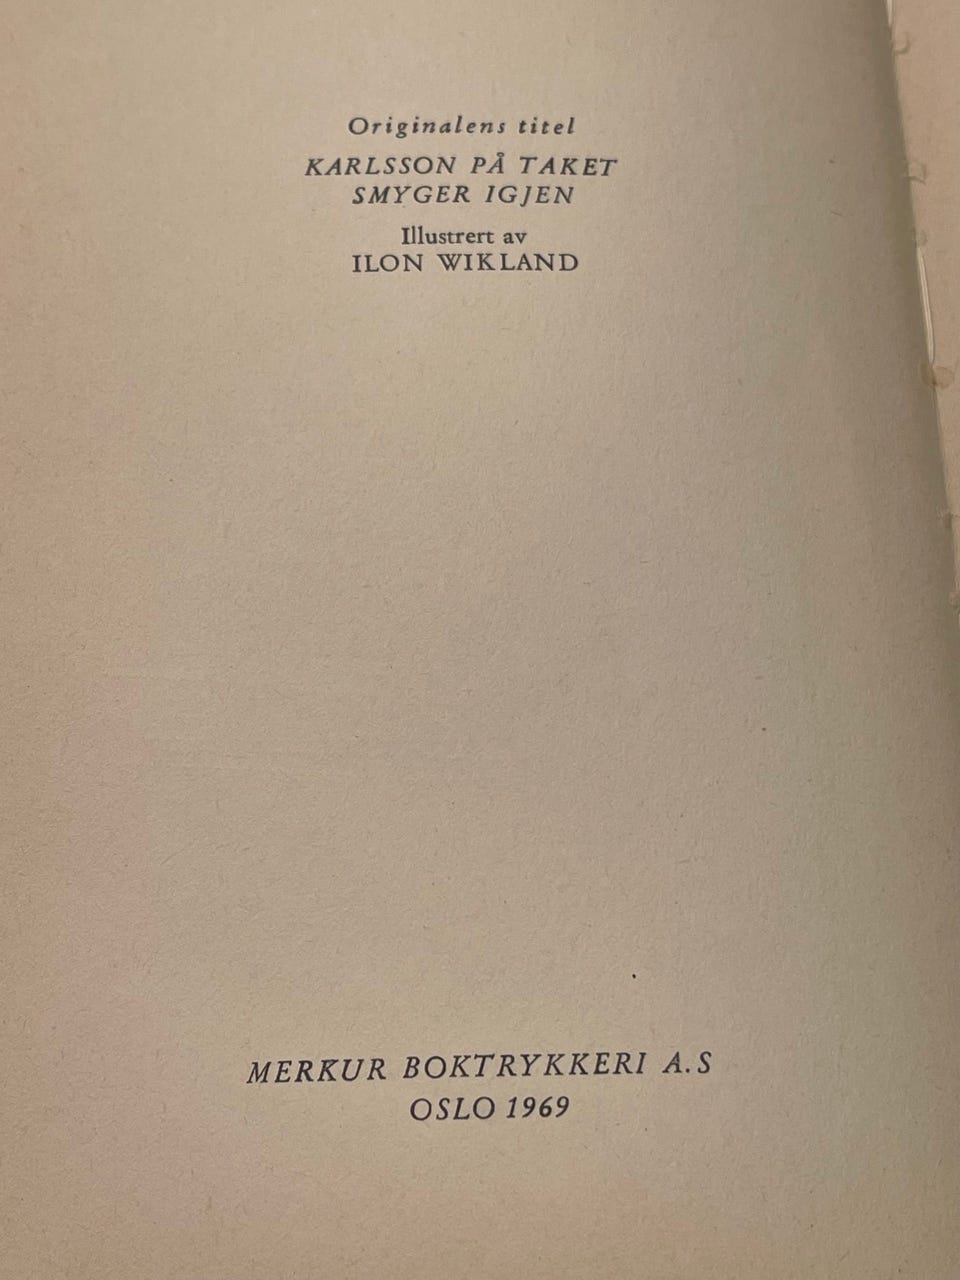 Originalens titel
KARLSSON PÅ TAKET
SMYGER IGJEN
Illustrert av
ILON WIKLAND
MERKUR BOKTRYKKERI A.S
OSLO 1969